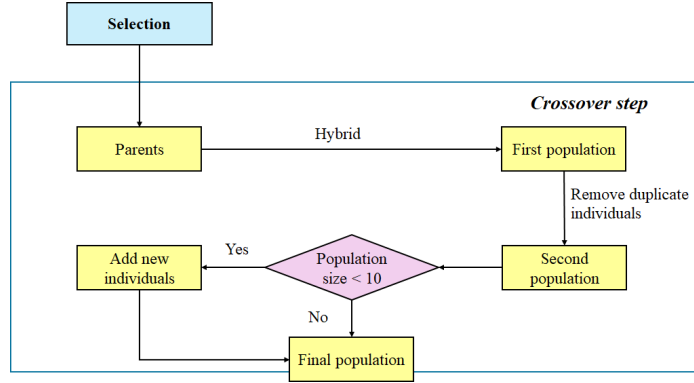 Selection
Crossover step
Hybrid
Parents
First population
Remove duplicate
individuals
Yes
Add new
individuals
Population
size < 10
Second
population
No
Final population